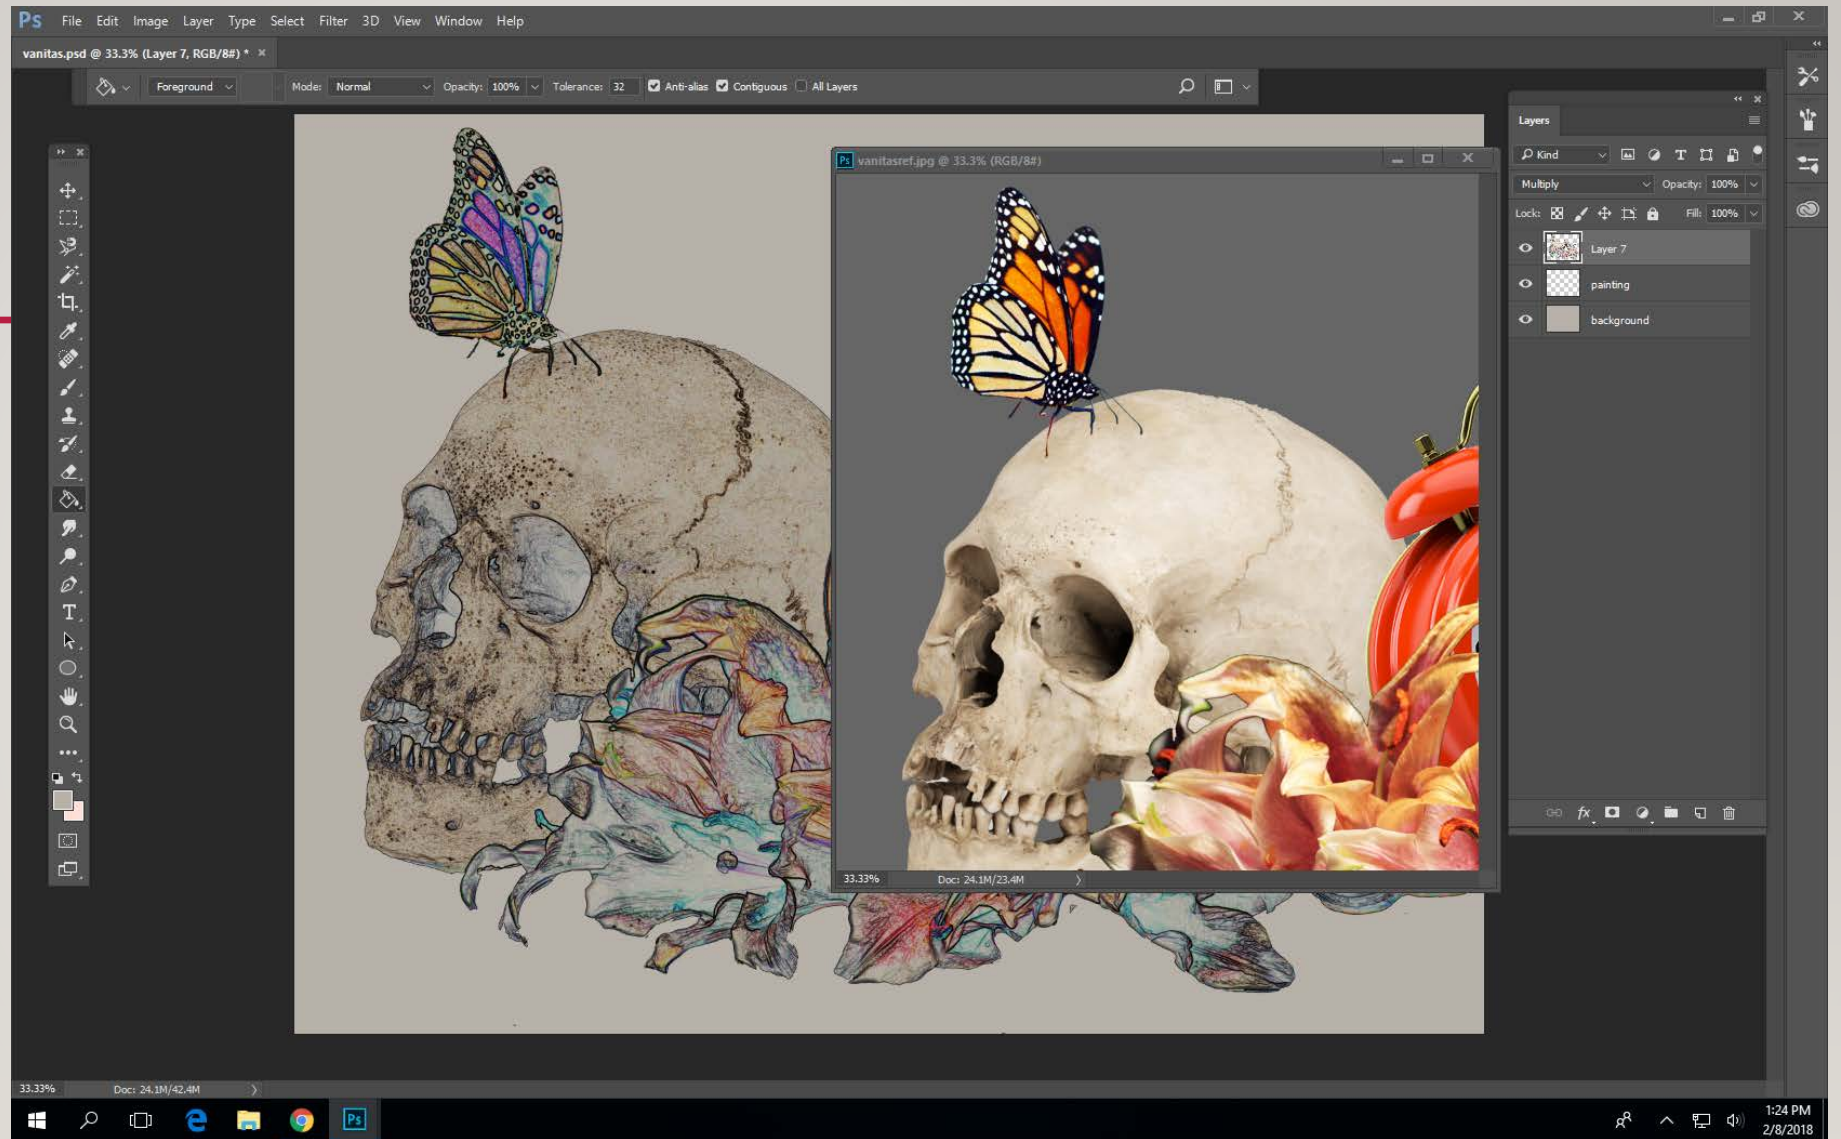 Ps File Edit Image Layer Type Select Filter 3D View Window Help
vanitas.psd @ 33.3% (Layer 7, RGB/8#) *
Foreground Mode: Normal Opacity: 100% Tolerance: 32 Anti-alias Contiguous All Layers
Ps vanitasref.jpg @ 33.3% (RGB/8#)
33.33% Doc: 24.1M/23.4M
Layers
Kind
Multiply Opacity: 100%
Lock: Fill: 100%
Layer 7
painting
background
fx
33.33% Doc: 24.1M/42.4M
Ps
1:24 PM
2/8/2018